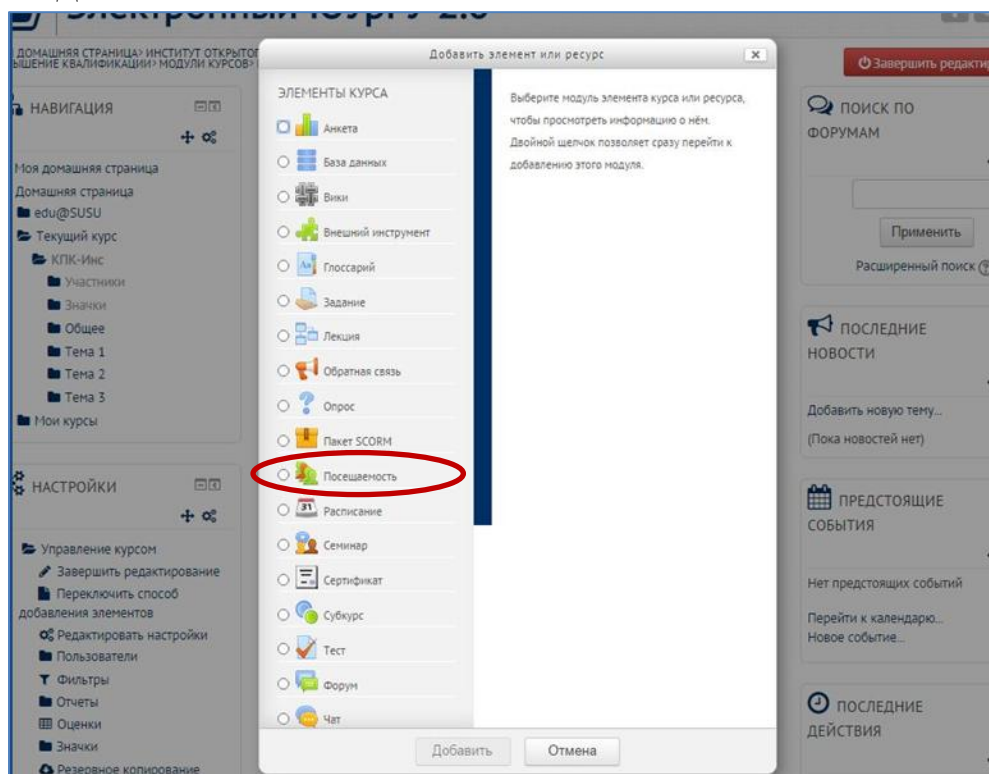 Электронный ЮУрГУ 2.0
ДОМАШНЯЯ СТРАНИЦА› ИНСТИТУТ ОТКРЫТОГ
ЫШЕНИЕ КВАЛИФИКАЦИИ› МОДУЛИ КУРСОВ›
Добавить элемент или ресурс
Завершить редакти
НАВИГАЦИЯ
Моя домашняя страница
Домашняя страница
edu@SUSU
Текущий курс
КПК-Инс
Участники
Значки
Общее
Тема 1
Тема 2
Тема 3
Мои курсы
НАСТРОЙКИ
Управление курсом
Завершить редактирование
Переключить способ
добавления элементов
Редактировать настройки
Пользователи
Фильтры
Отчеты
Оценки
Значки
Резервное копирование
ЭЛЕМЕНТЫ КУРСА
Анкета
База данных
Вики
Внешний инструмент
Глоссарий
Задание
Лекция
Обратная связь
Опрос
Пакет SCORM
Посещаемость
Расписание
Семинар
Сертификат
Субкурс
Тест
Форум
Чат
Выберите модуль элемента курса или ресурса,
чтобы просмотреть информацию о нём.
Двойной щелчок позволяет сразу перейти к
добавлению этого модуля.
Добавить
Отмена
ПОИСК ПО
ФОРУМАМ
Применить
Расширенный поиск
ПОСЛЕДНИЕ
НОВОСТИ
Добавить новую тему...
(Пока новостей нет)
ПРЕДСТОЯЩИЕ
СОБЫТИЯ
Нет предстоящих событий
Перейти к календарю...
Новое событие...
ПОСЛЕДНИЕ
ДЕЙСТВИЯ